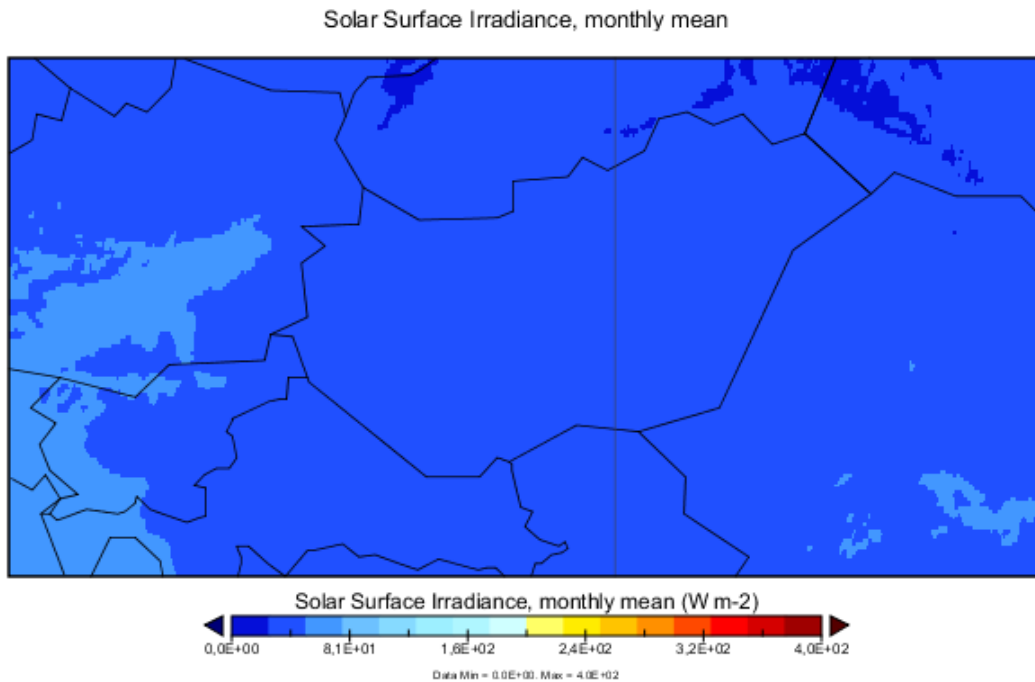 Solar Surface Irradiance, monthly mean
Solar Surface Irradiance, monthly mean (W m-2)
0,0E+00 8,1E+01 1,6E+02 2,4E+02 3,2E+02 4,0E+02
Data Min = 0.0E+00. Max = 4.0E+02